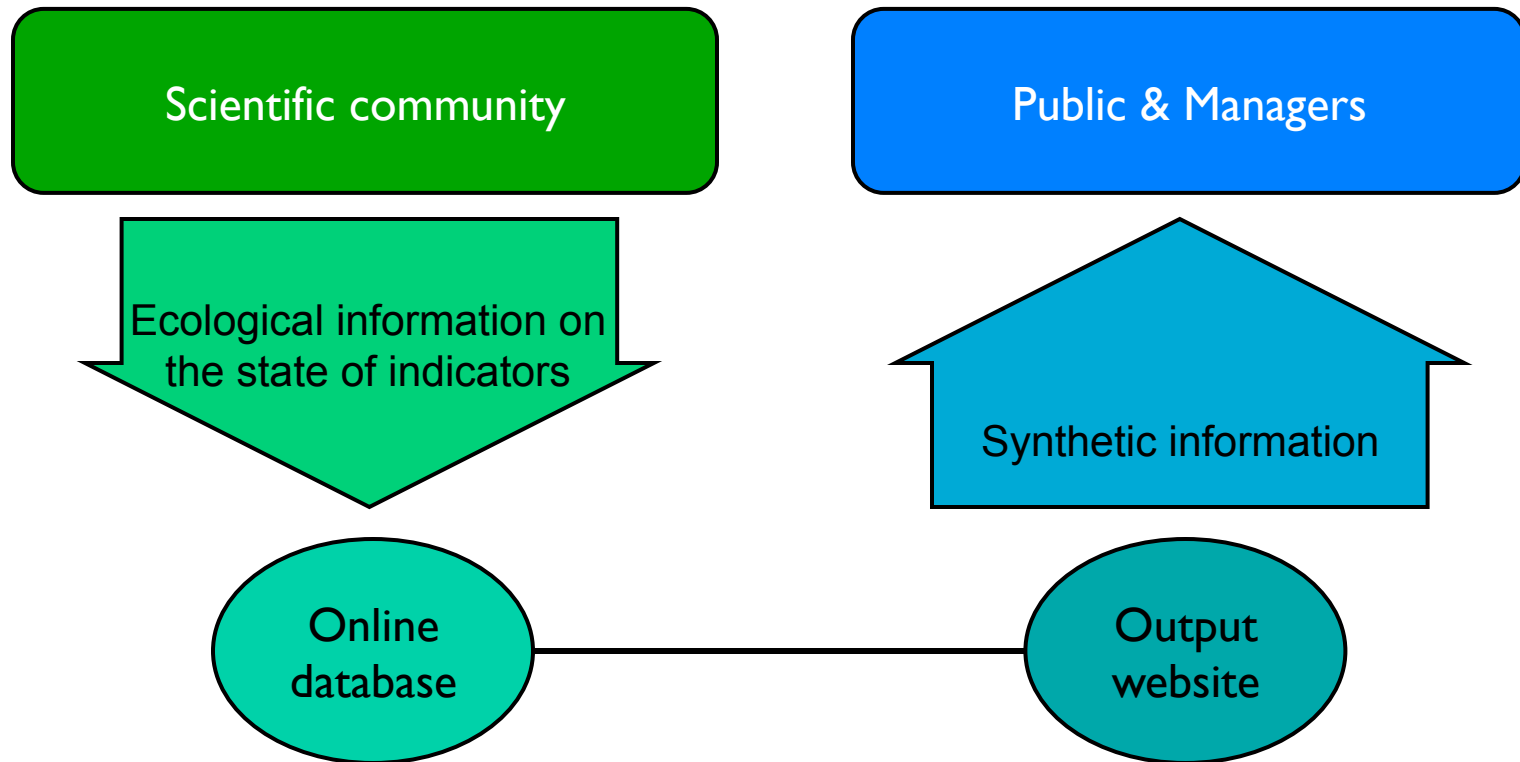 Scientific community
Public & Managers
Ecological information on
the state of indicators
Synthetic information
Online
database
Output
website